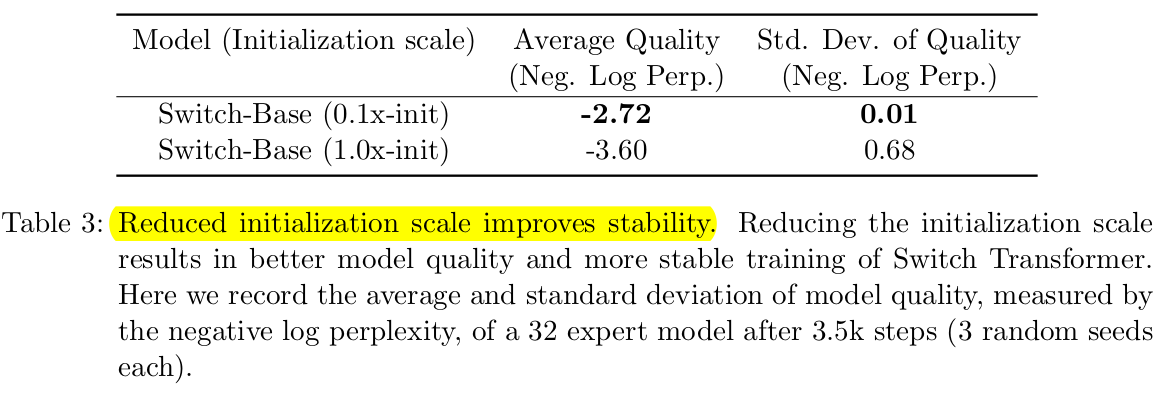 Model (Initialization scale) Average Quality Std. Dev. of Quality
(Neg. Log Perp.) (Neg. Log Perp.)
Switch-Base (0.1x-init) -2.72 0.01
Switch-Base (1.0x-init) -3.60 0.68
Table 3: Reduced initialization scale improves stability. Reducing the initialization scale
results in better model quality and more stable training of Switch Transformer.
Here we record the average and standard deviation of model quality, measured by
the negative log perplexity, of a 32 expert model after 3.5k steps (3 random seeds
each).